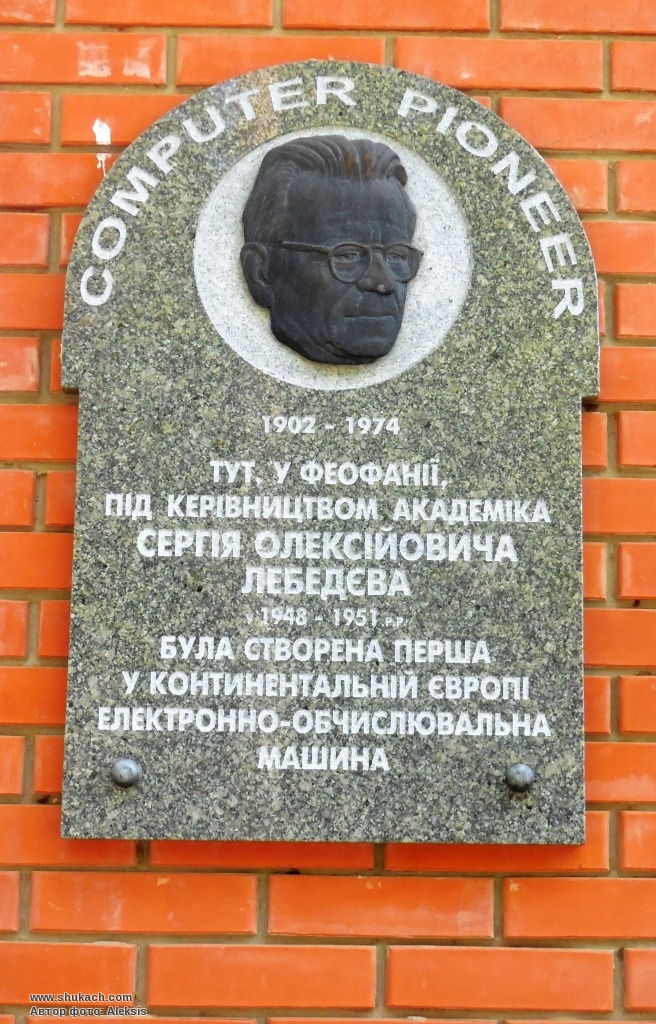 COMPUTER PIONEER
1902 - 1974
ТУТ, У ФЕОФАНІЇ,
ПІД КЕРІВНИЦТВОМ АКАДЕМІКА
СЕРГІЯ ОЛЕКСІЙОВИЧА
ЛЕБЕДЄВА
у 1948 - 1951 р.р.
БУЛА СТВОРЕНА ПЕРША
У КОНТИНЕНТАЛЬНІЙ ЄВРОПІ
ЕЛЕКТРОННО-ОБЧИСЛЮВАЛЬНА
МАШИНА
www.shukach.com
Автор фото: Aleksis